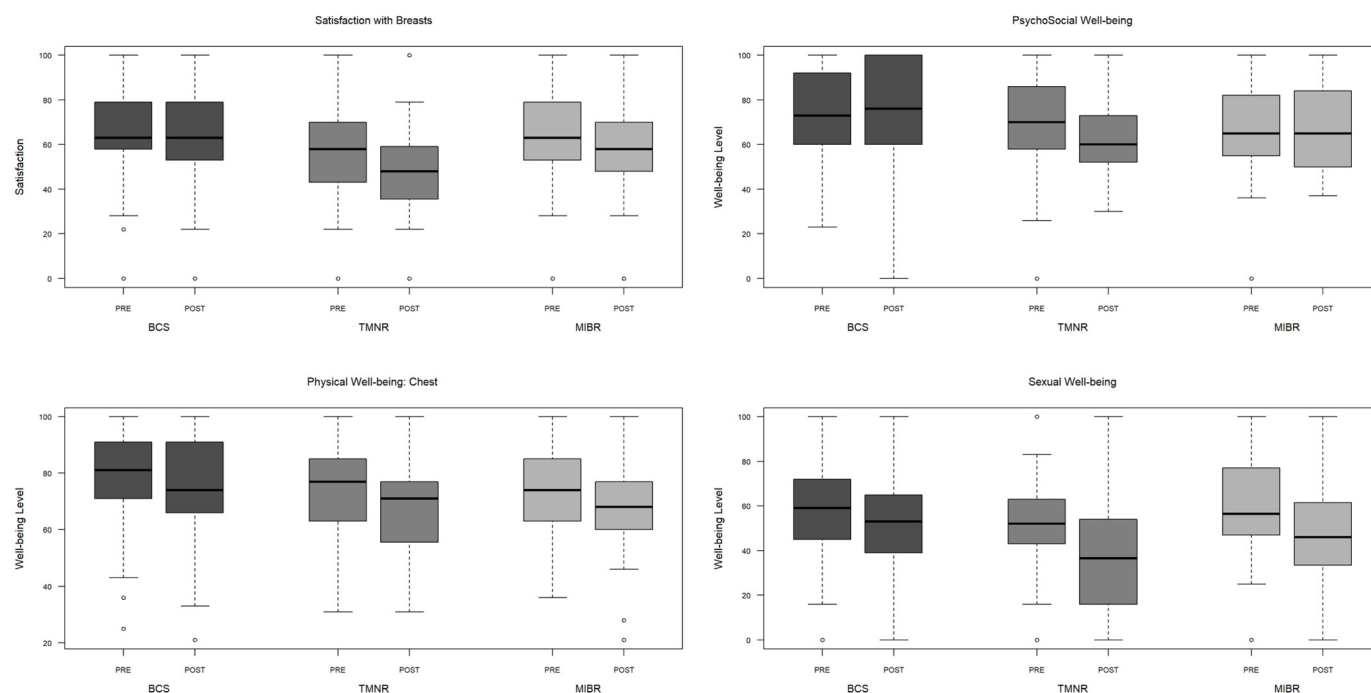 Satisfaction with Breasts
Satisfaction
100
80
60
40
20
0
PRE POST PRE POST PRE POST
BCS TMNR MIBR
PsychoSocial Well-being
Well-being Level
100
80
60
40
20
0
PRE POST PRE POST PRE POST
BCS TMNR MIBR
Physical Well-being: Chest
Well-being Level
100
80
60
40
20
PRE POST PRE POST PRE POST
BCS TMNR MIBR
Sexual Well-being
Well-being Level
100
80
60
40
20
0
PRE POST PRE POST PRE POST
BCS TMNR MIBR